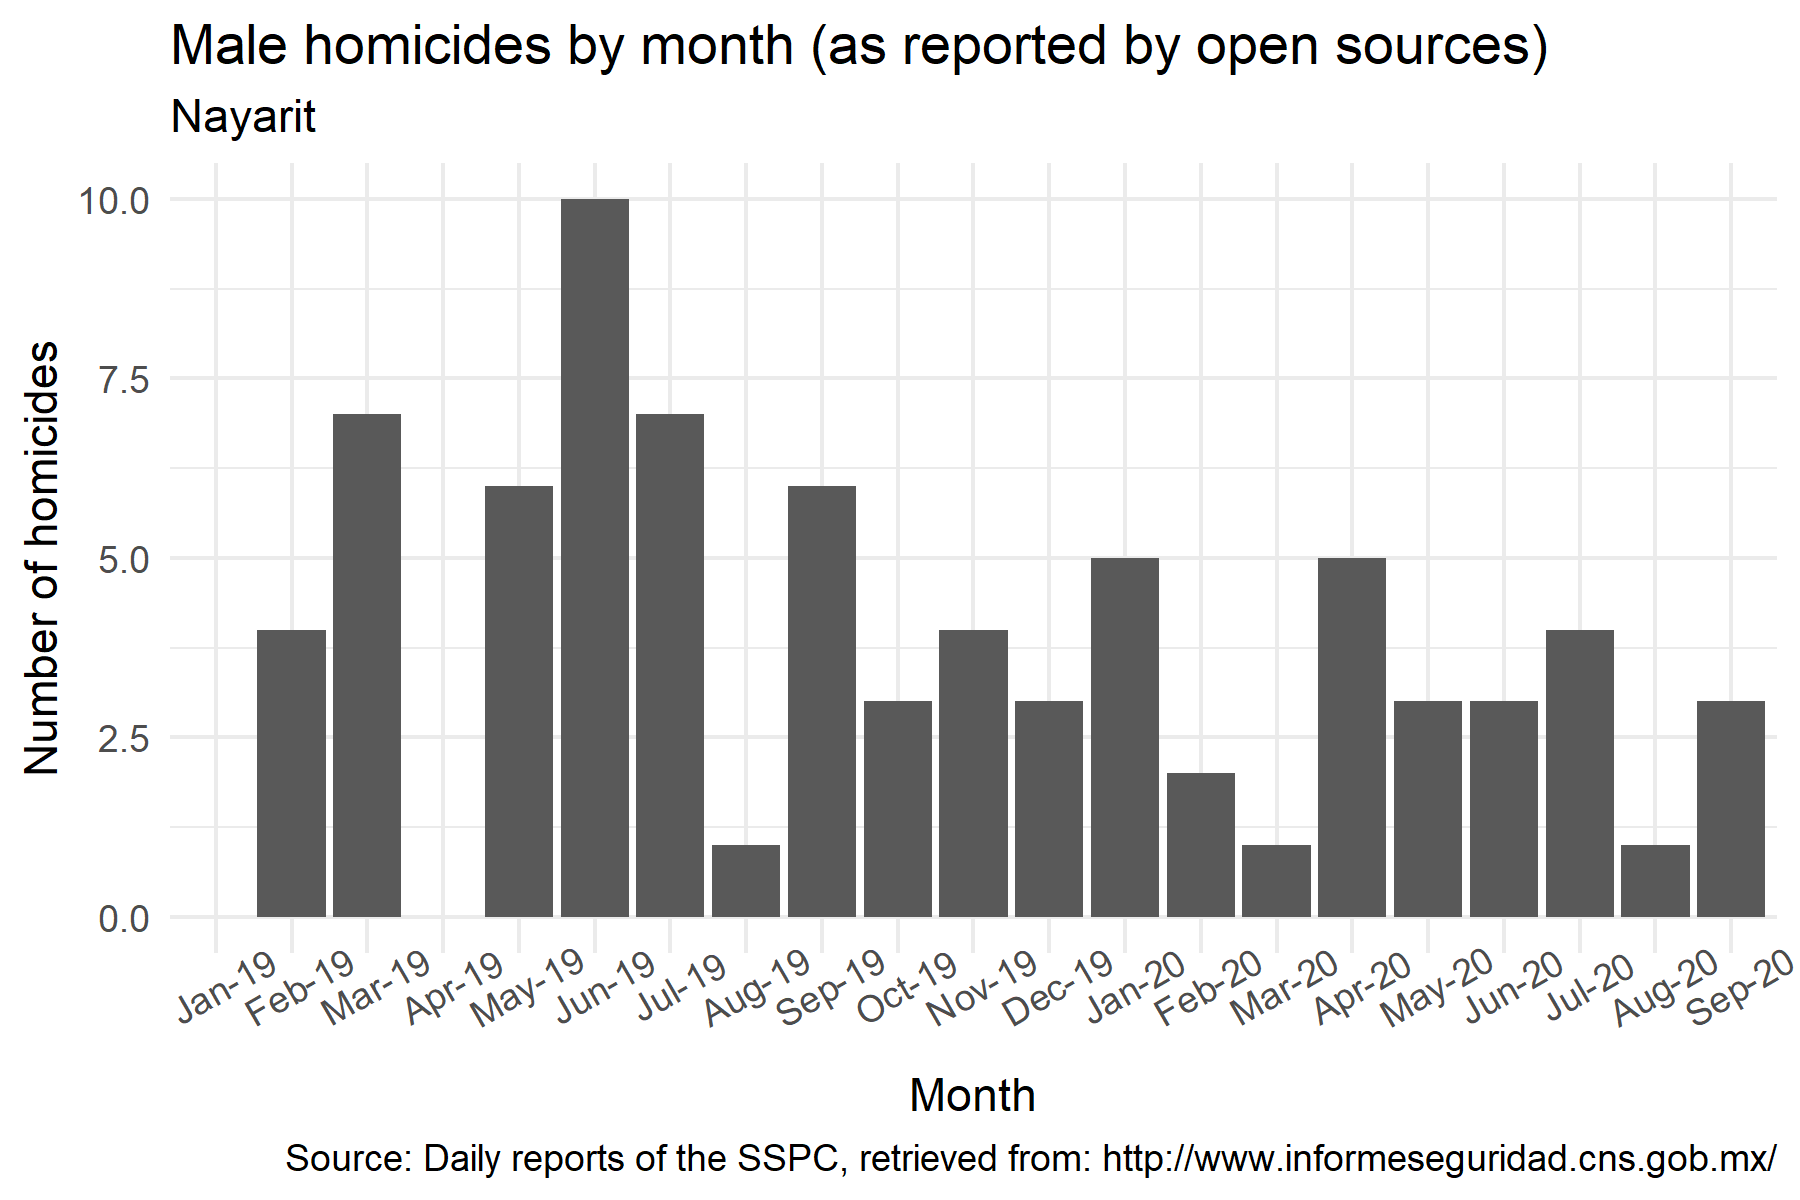 Male homicides by month (as reported by open sources)
Nayarit
Number of homicides
10.0
7.5
5.0
2.5
0.0
Jan-19
Feb-19
Mar-19
Apr-19
May-19
Jun-19
Jul-19
Aug-19
Sep-19
Oct-19
Nov-19
Dec-19
Jan-20
Feb-20
Mar-20
Apr-20
May-20
Jun-20
Jul-20
Aug-20
Sep-20
Month
Source: Daily reports of the SSPC, retrieved from: http://www.informeseguridad.cns.gob.mx/